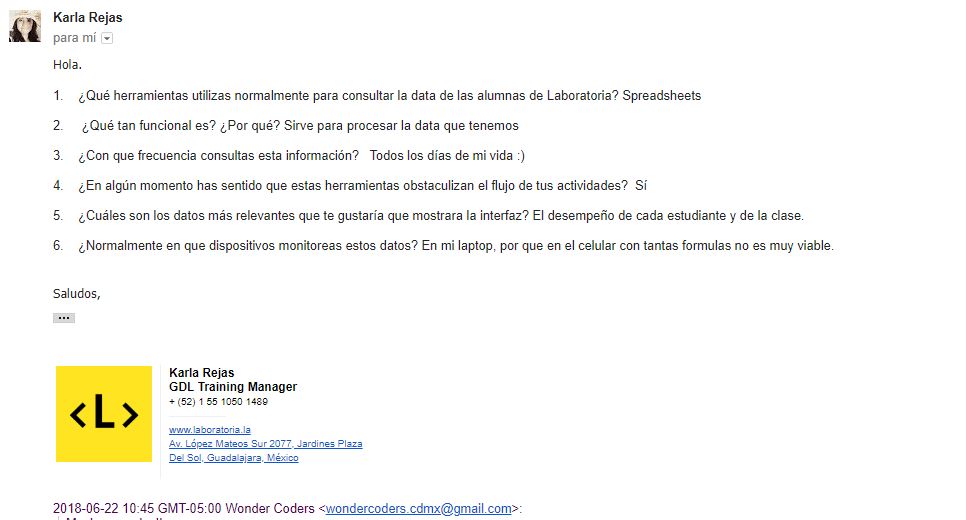 Karla Rejas
para mí
Hola.
1. ¿Qué herramientas utilizas normalmente para consultar la data de las alumnas de Laboratoria? Spreadsheets
2. ¿Qué tan funcional es? ¿Por qué? Sirve para procesar la data que tenemos
3. ¿Con que frecuencia consultas esta información? Todos los días de mi vida :)
4. ¿En algún momento has sentido que estas herramientas obstaculizan el flujo de tus actividades? Sí
5. ¿Cuáles son los datos más relevantes que te gustaría que mostrara la interfaz? El desempeño de cada estudiante y de la clase.
6. ¿Normalmente en que dispositivos monitoreas estos datos? En mi laptop, por que en el celular con tantas formulas no es muy viable.
Saludos,
<L>
Karla Rejas
GDL Training Manager
+ (52) 1 55 1050 1489
www.laboratoria.la
Av. López Mateos Sur 2077, Jardines Plaza
Del Sol, Guadalajara, México
2018-06-22 10:45 GMT-05:00 Wonder Coders <wondercoders.cdmx@gmail.com>: